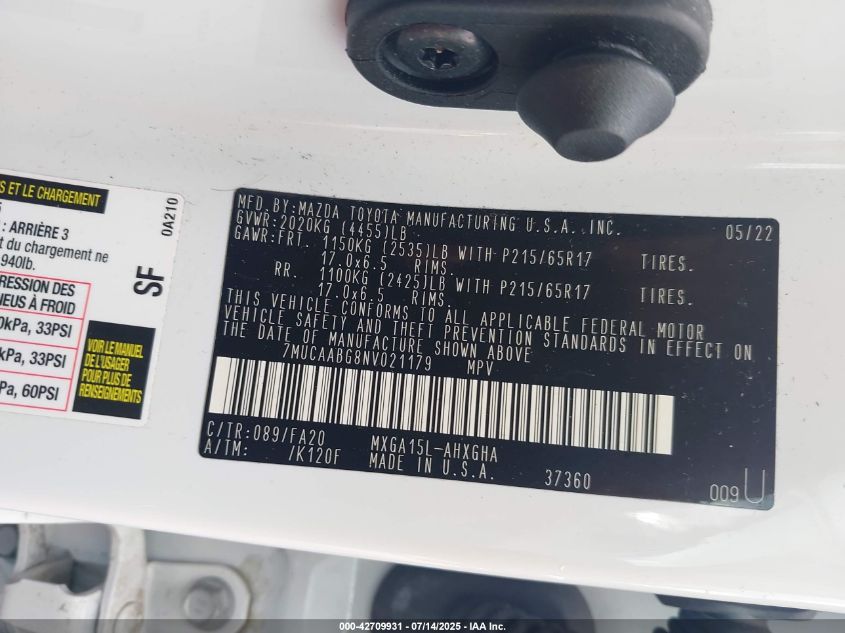 S ET LE CHARGEMENT
: ARRIÈRE 3
t du chargement ne
940lb.
RESSION DES
NEUS À FROID
0kPa, 33PSI
kPa, 33PSI
Pa, 60PSI
VOIR LE MANUEL
DE L'USAGER
POUR PLUS DE
RENSEIGNEMENTS
0A210
SF
MFD.BY:MAZDA TOYOTA MANUFACTURING U.S.A. INC. 05/22
GVWR:2020KG (4455)LB
GAWR:FRT. 1150KG (2535)LB WITH P215/65R17 TIRES.
17.0x6.5 RIMS.
RR. 1100KG (2425)LB WITH P215/65R17 TIRES.
17.0x6.5 RIMS.
THIS VEHICLE CONFORMS TO ALL APPLICABLE FEDERAL MOTOR
VEHICLE SAFETY AND THEFT PREVENTION STANDARDS IN EFFECT ON
THE DATE OF MANUFACTURE SHOWN ABOVE
7MUCAABG8NV021179 MPV
C/TR:089/FA20 MXGA15L-AHXGHA
A/TM: /K120F MADE IN U.S.A. 37360
009U
000-42709931 - 07/14/2025 - IAA Inc.